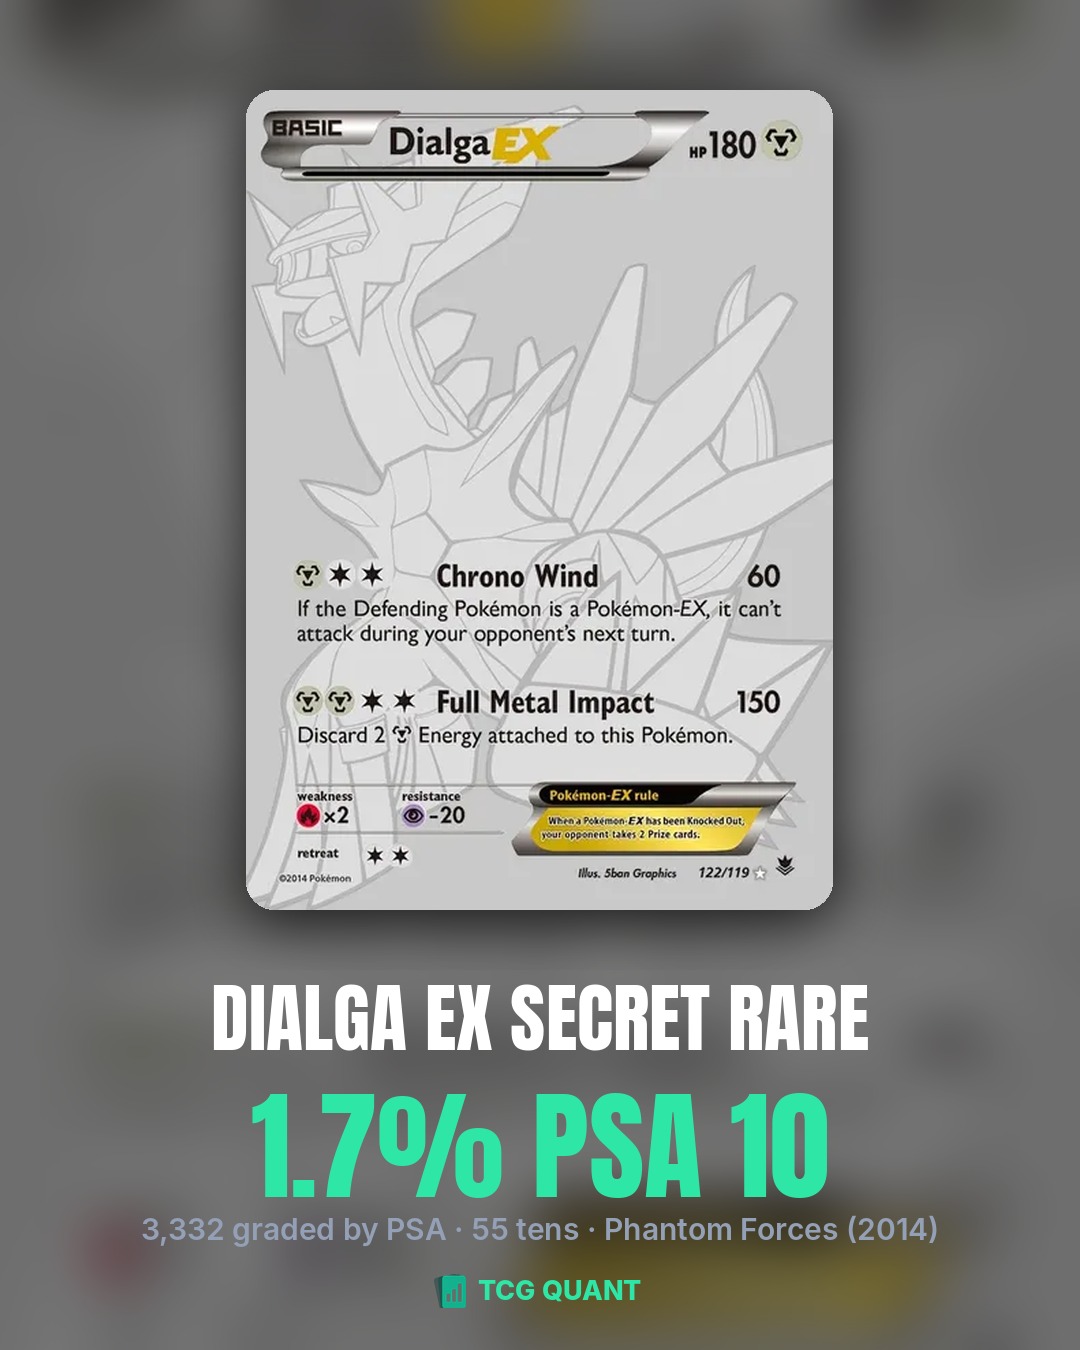 BASIC
Dialga EX
HP 180
Chrono Wind 60
If the Defending Pokémon is a Pokémon-EX, it can't
attack during your opponent's next turn.
Full Metal Impact 150
Discard 2 Energy attached to this Pokémon.
weakness resistance
×2 -20
retreat
Pokémon-EX rule
When a Pokémon-EX has been Knocked Out,
your opponent takes 2 Prize cards.
©2014 Pokémon
Illus. 5ban Graphics 122/119
DIALGA EX SECRET RARE
1.7% PSA 10
3,332 graded by PSA · 55 tens · Phantom Forces (2014)
TCG QUANT